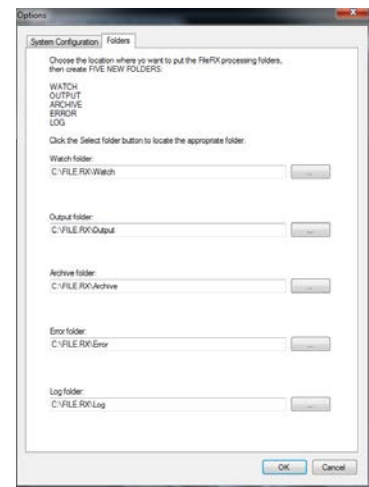 Options
System Configuration Folders
Choose the location where yo want to put the FileRX processing folders,
then create FIVE NEW FOLDERS:
WATCH
OUTPUT
ARCHIVE
ERROR
LOG
Click the Select folder button to locate the appropriate folder.
Watch folder:
C:\FILE.RX\Watch ...
Output folder:
C:\FILE.RX\Output ...
Archive folder:
C:\FILE.RX\Archive ...
Error folder:
C:\FILE.RX\Error ...
Log folder:
C:\FILE.RX\Log ...
OK Cancel